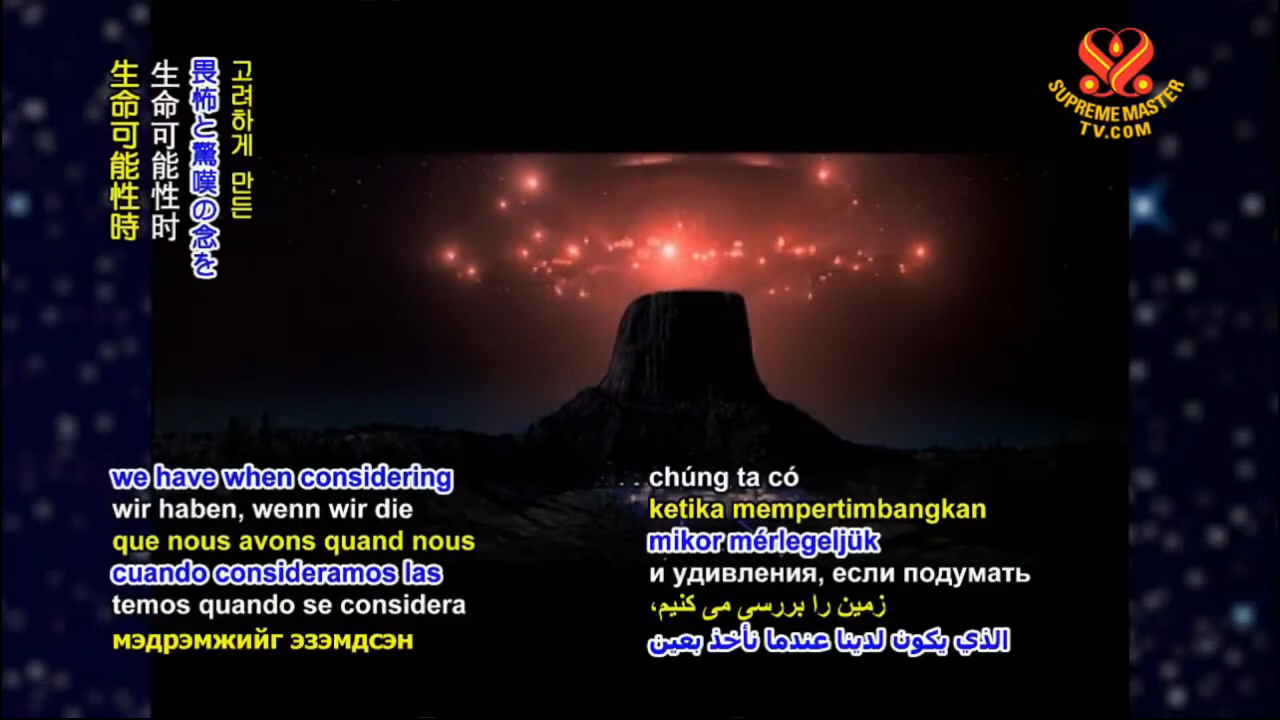 고려하게 만든
畏怖と驚嘆の念を
生命可能性时
生命可能性時
SUPREME MASTER
TV.COM
we have when considering
wir haben, wenn wir die
que nous avons quand nous
cuando consideramos las
temos quando se considera
мэдрэмжийг эзэмдсэн
chúng ta có
ketika mempertimbangkan
mikor mérlegeljük
и удивления, если подумать
زمین را بررسی می کنیم،
الذي يكون لدينا عندما نأخذ بعين